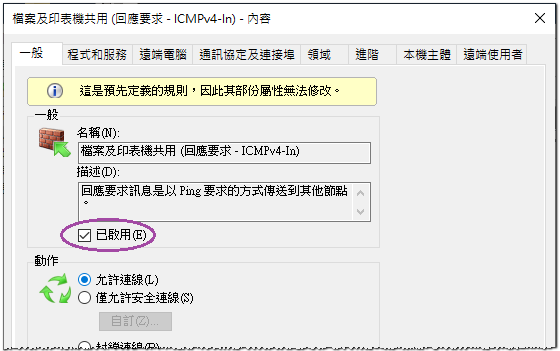 檔案及印表機共用 (回應要求 - ICMPv4-In) - 內容
一般 程式和服務 遠端電腦 通訊協定及連接埠 領域 進階 本機主體 遠端使用者
這是預先定義的規則，因此其部份屬性無法修改。
一般
名稱(N):
檔案及印表機共用 (回應要求 - ICMPv4-In)
描述(D):
回應要求訊息是以 Ping 要求的方式傳送到其他節點
。
已啟用(E)
動作
允許連線(L)
僅允許安全連線(S)
自訂(Z)...
封鎖連線(B)